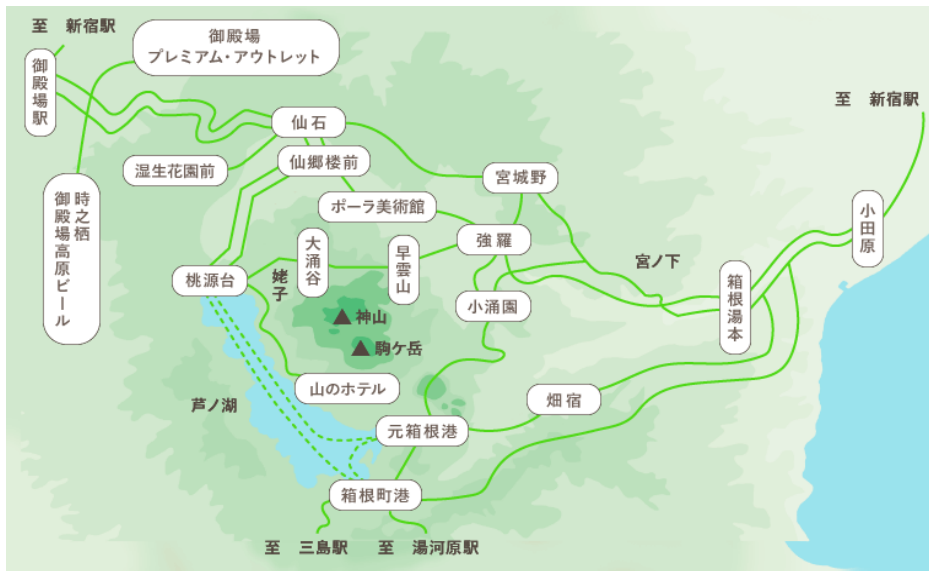 至 新宿駅
御殿場
プレミアム・アウトレット
御殿場駅
至 新宿駅
仙石
湿生花園前
仙郷楼前
宮城野
時之栖
御殿場高原ビール
ポーラ美術館
小田原
強羅
大涌谷
早雲山
姥子
宮ノ下
桃源台
箱根湯本
小涌園
神山
駒ケ岳
山のホテル
畑宿
芦ノ湖
元箱根港
箱根町港
至 三島駅
至 湯河原駅